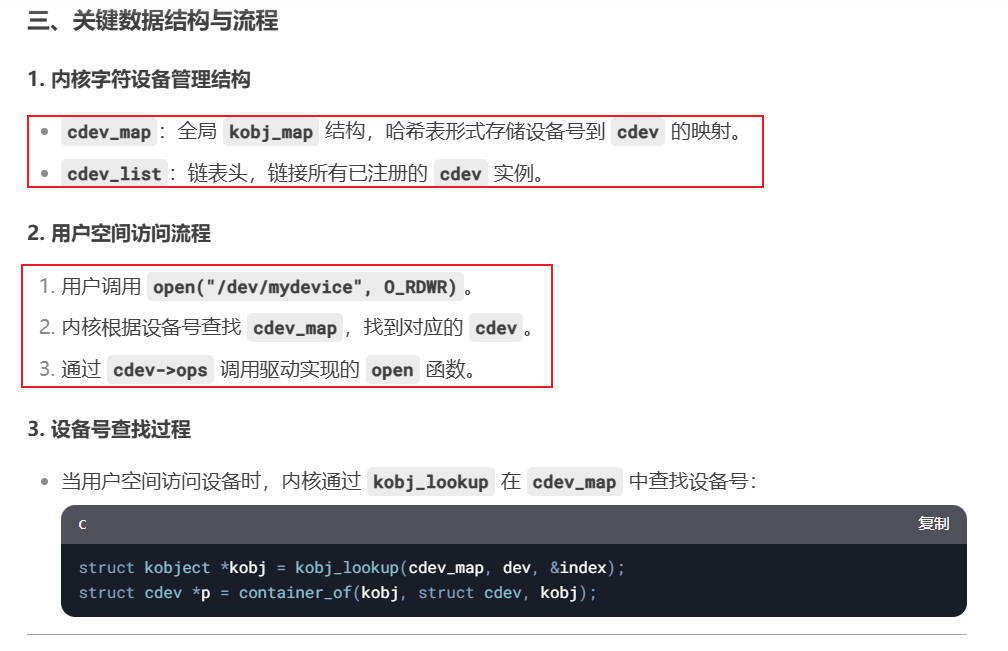 三、关键数据结构与流程
1. 内核字符设备管理结构
cdev_map：全局 kobj_map 结构，哈希表形式存储设备号到 cdev 的映射。
cdev_list：链表头，链接所有已注册的 cdev 实例。
2. 用户空间访问流程
1. 用户调用 open("/dev/mydevice", O_RDWR)。
2. 内核根据设备号查找 cdev_map，找到对应的 cdev。
3. 通过 cdev->ops 调用驱动实现的 open 函数。
3. 设备号查找过程
当用户空间访问设备时，内核通过 kobj_lookup 在 cdev_map 中查找设备号：
c 复制
struct kobject *kobj = kobj_lookup(cdev_map, dev, &index);
struct cdev *p = container_of(kobj, struct cdev, kobj);